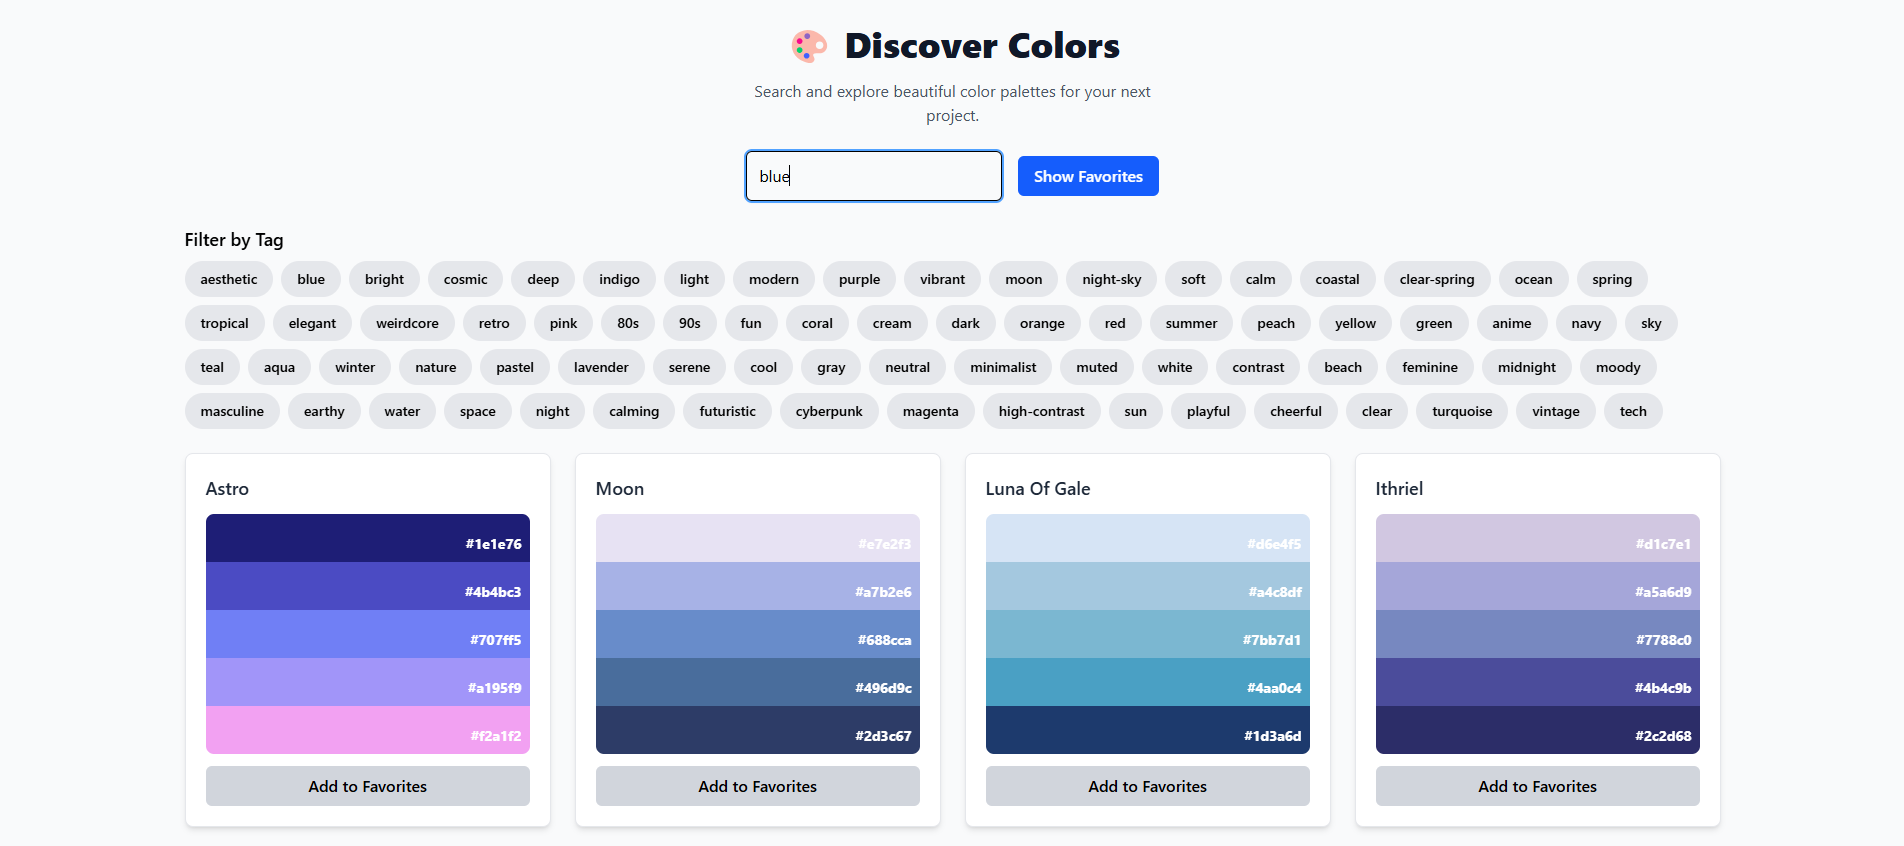 Discover Colors
Search and explore beautiful color palettes for your next
project.
blue
Show Favorites
Filter by Tag
aesthetic blue bright cosmic deep indigo light modern purple vibrant moon night-sky soft calm coastal clear-spring ocean spring
tropical elegant weirdcore retro pink 80s 90s fun coral cream dark orange red summer peach yellow green anime navy sky
teal aqua winter nature pastel lavender serene cool gray neutral minimalist muted white contrast beach feminine midnight moody
masculine earthy water space night calming futuristic cyberpunk magenta high-contrast sun playful cheerful clear turquoise vintage tech
Astro
#1e1e76
#4b4bc3
#707ff5
#a195f9
#f2a1f2
Add to Favorites
Moon
#e7e2f3
#a7b2e6
#688cca
#496d9c
#2d3c67
Add to Favorites
Luna Of Gale
#d6e4f5
#a4c8df
#7bb7d1
#4aa0c4
#1d3a6d
Add to Favorites
Ithriel
#d1c7e1
#a5a6d9
#7788c0
#4b4c9b
#2c2d68
Add to Favorites